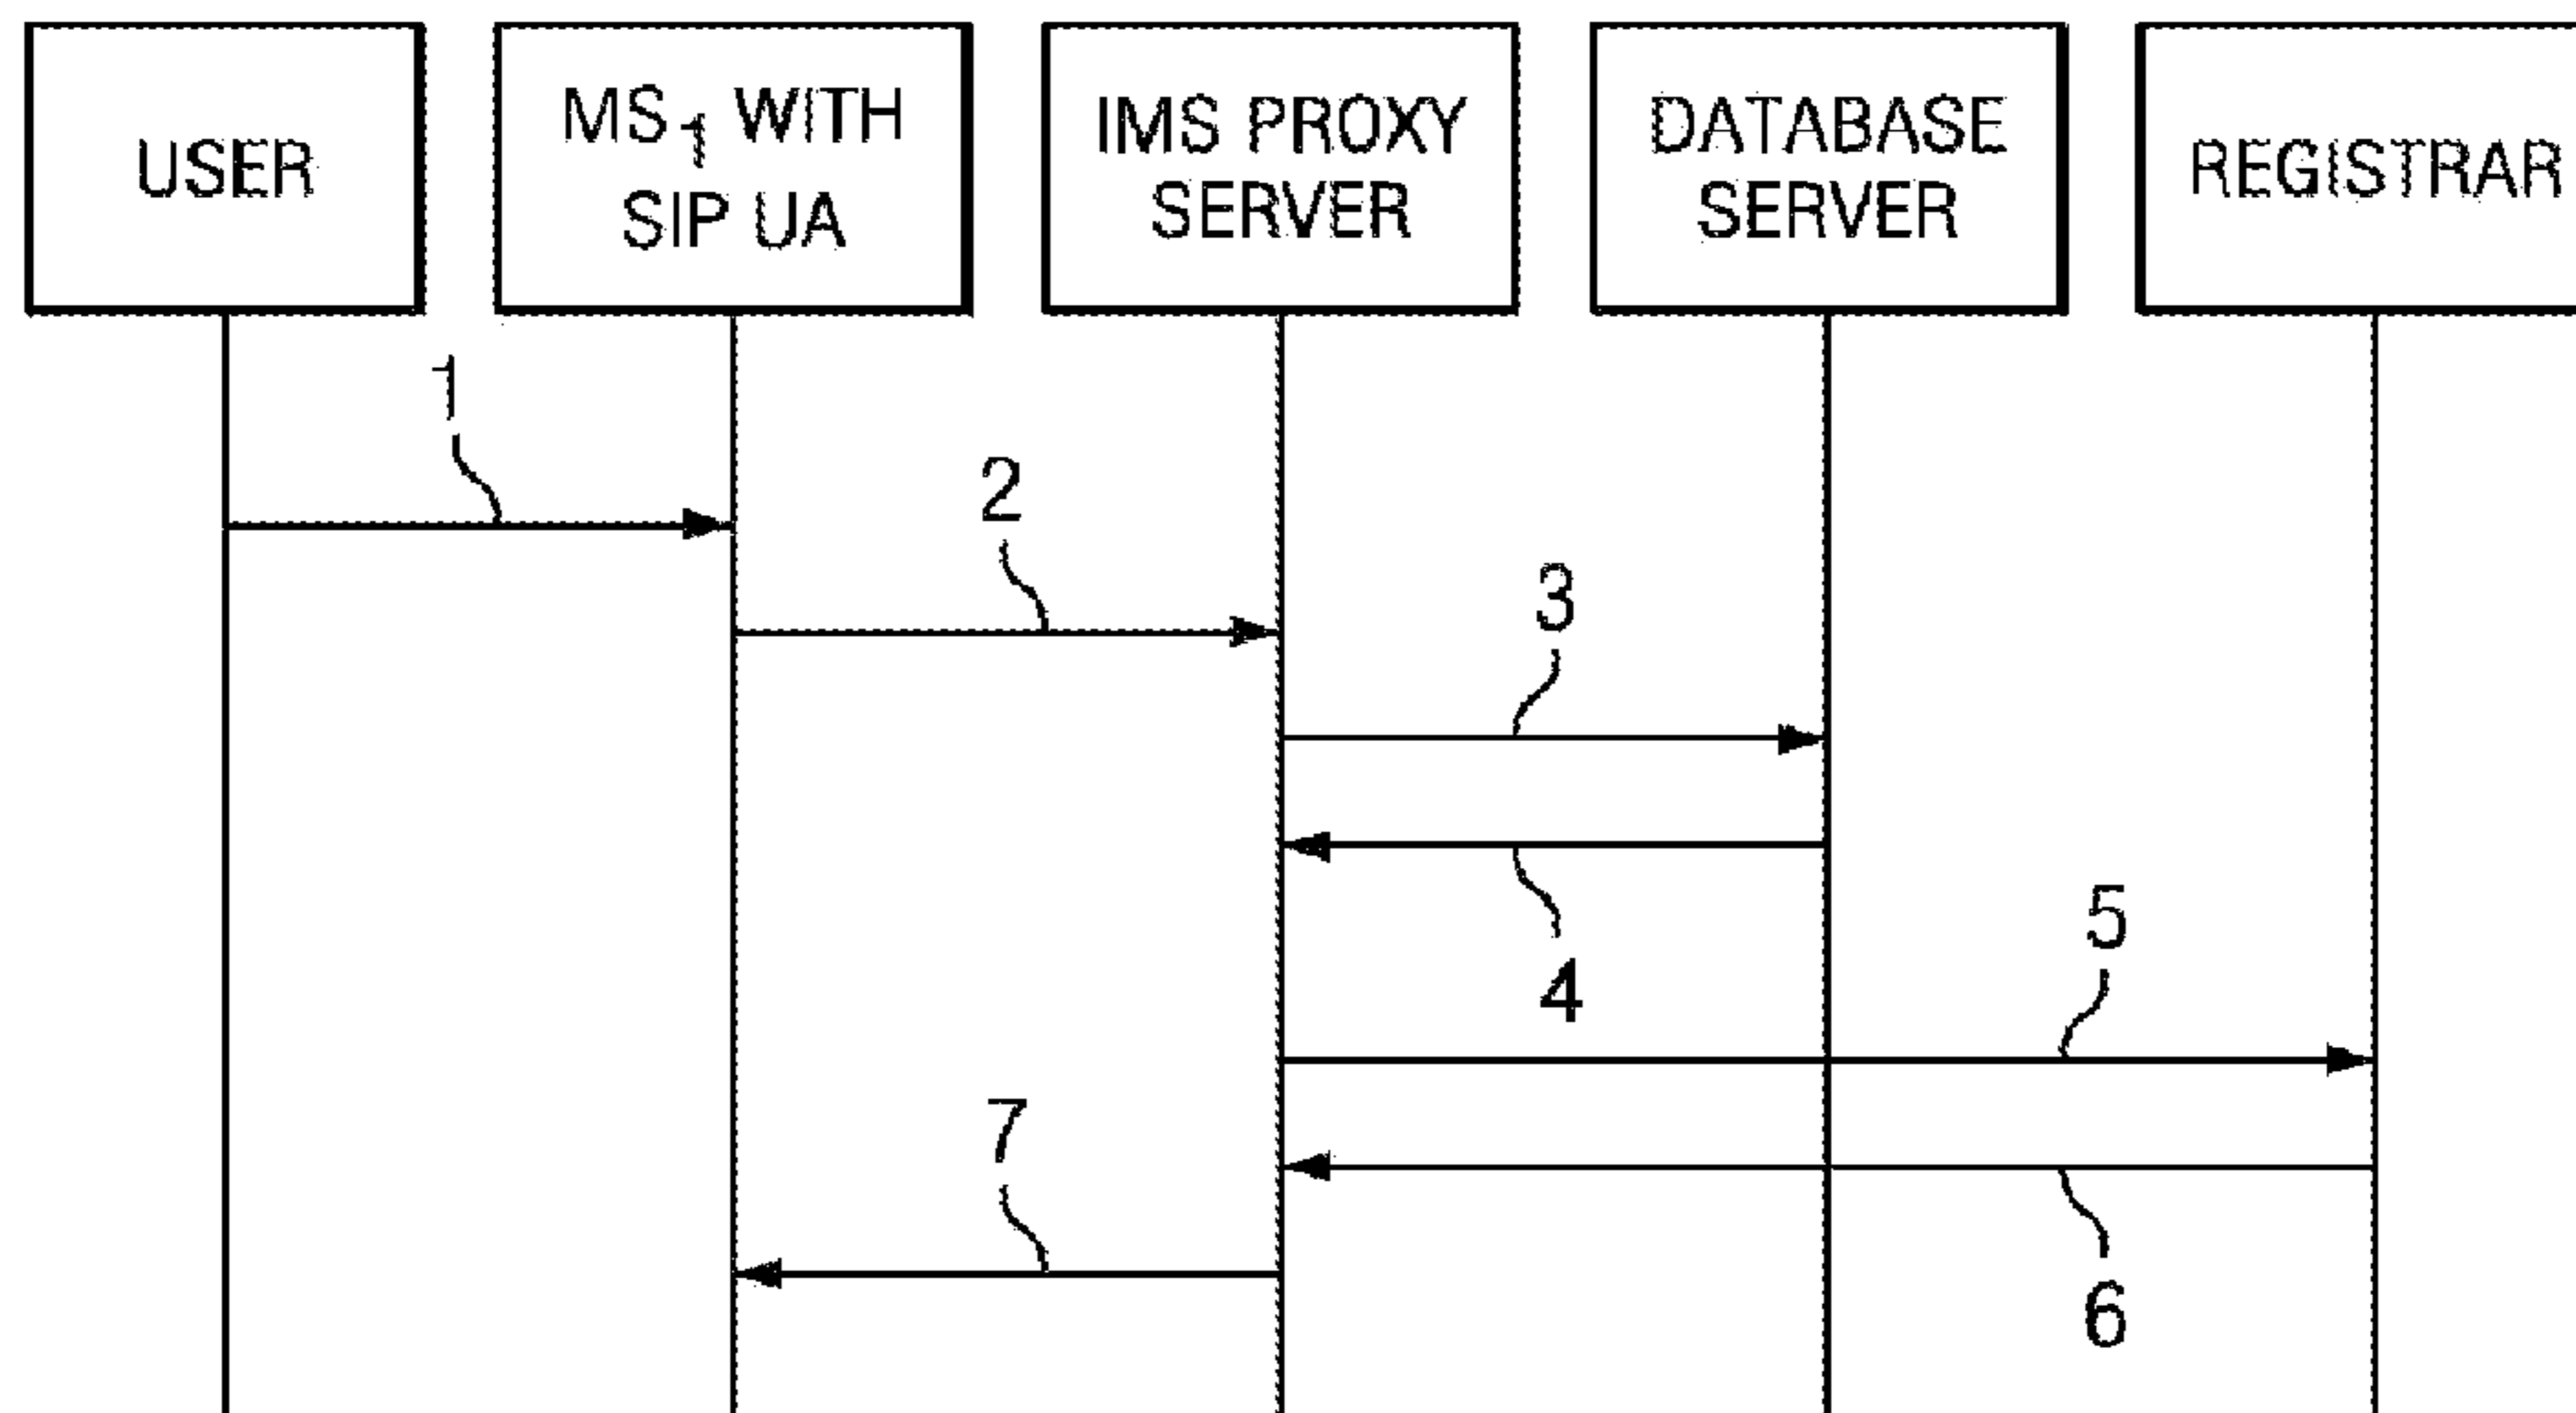 USER
MS1 WITH
SIP UA
IMS PROXY
SERVER
DATABASE
SERVER
REGISTRAR
1
2
3
4
5
7
6